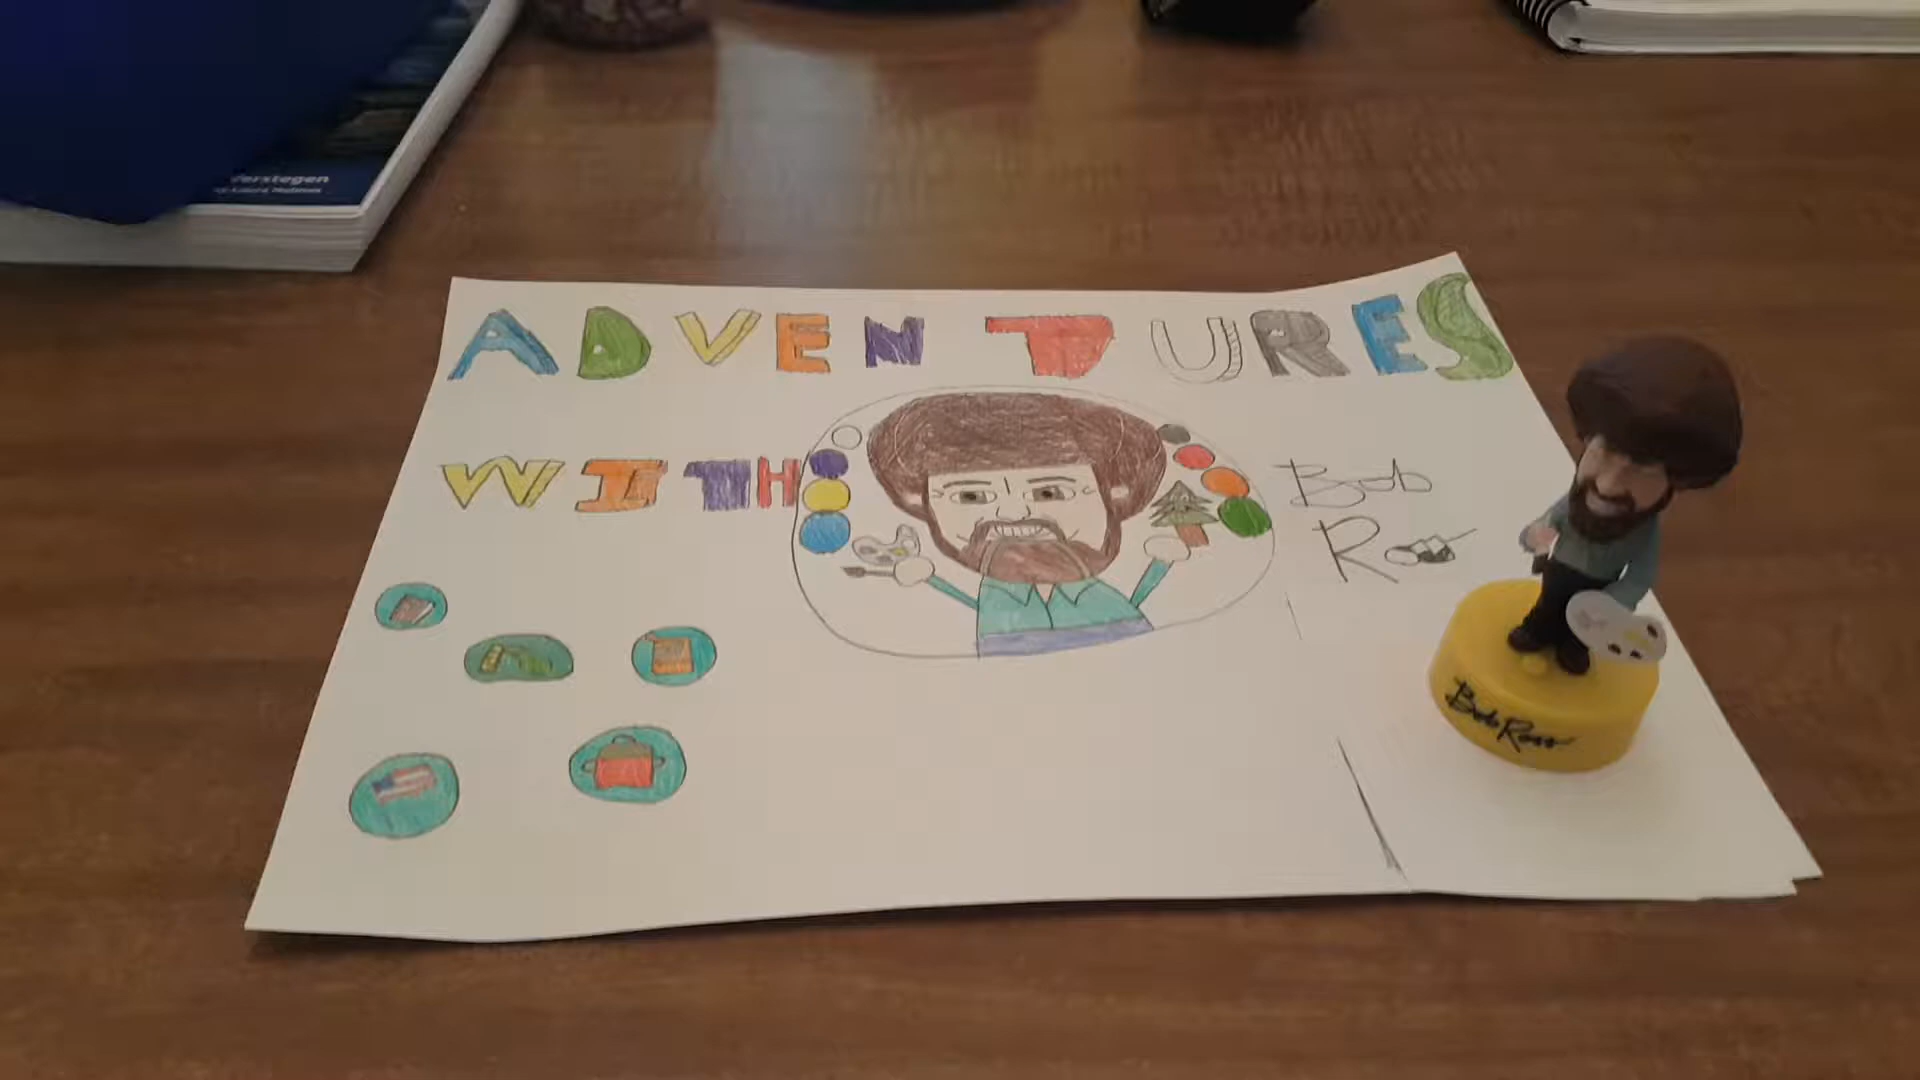 Verstegen
ADVENTURES
WITH
Bob
Bob Ross